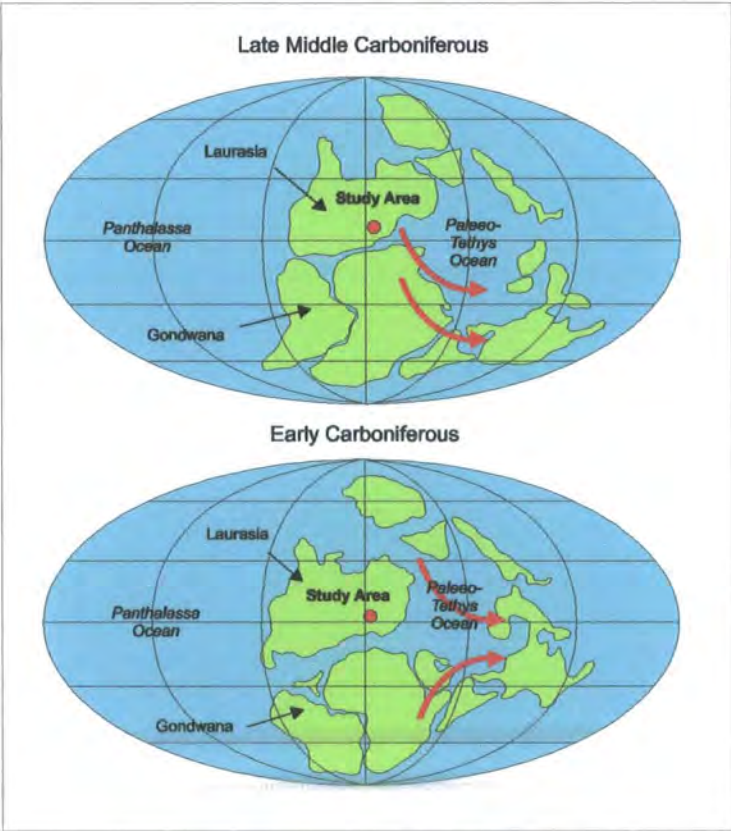 Late Middle Carboniferous
Laurasia
Study Area
Panthalassa
Ocean
Paleo-
Tethys
Ocean
Gondwana
Early Carboniferous
Laurasia
Study Area
Paleo-
Tethys
Ocean
Panthalassa
Ocean
Gondwana